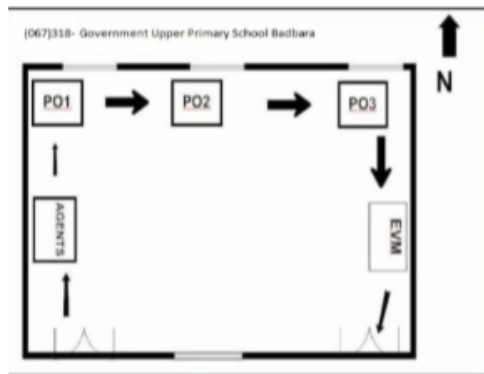 (067)318- Government Upper Primary School Badbara
N
PO1
PO2
PO3
AGENTS
EVM